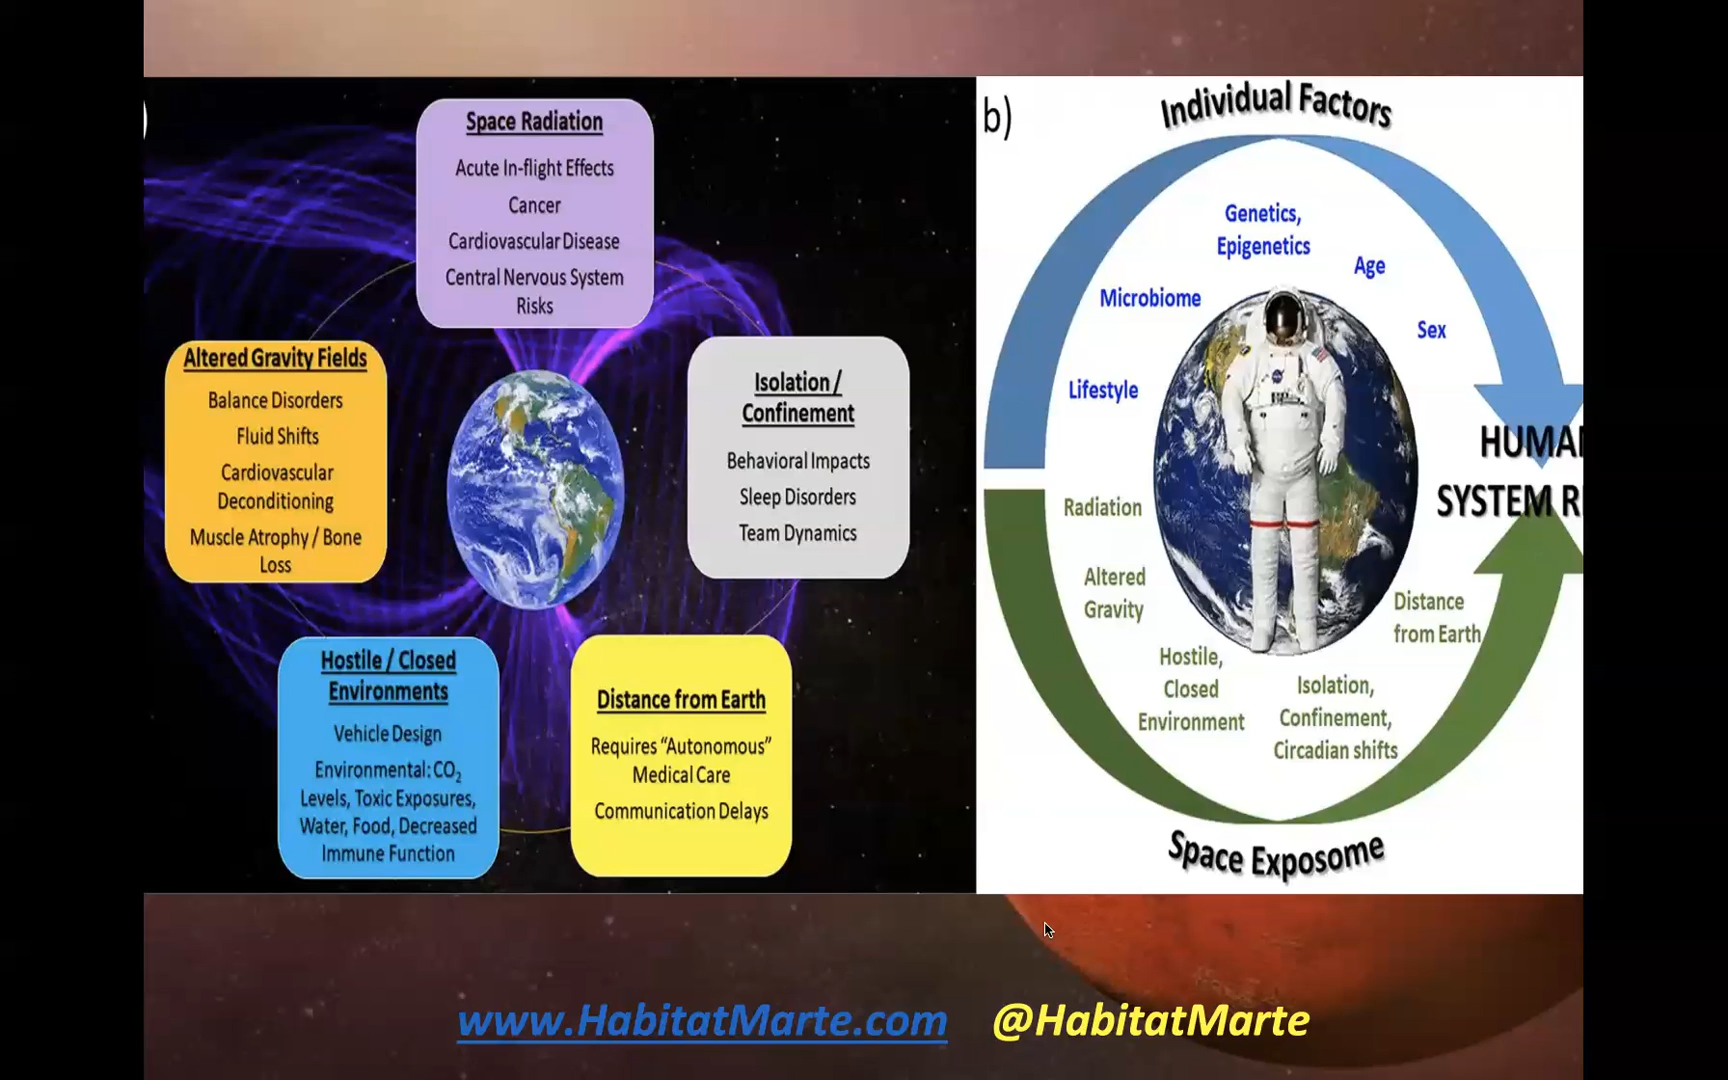 Space Radiation
Acute In-flight Effects
Cancer
Cardiovascular Disease
Central Nervous System
Risks
Altered Gravity Fields
Balance Disorders
Fluid Shifts
Cardiovascular
Deconditioning
Muscle Atrophy / Bone
Loss
Isolation /
Confinement
Behavioral Impacts
Sleep Disorders
Team Dynamics
Hostile / Closed
Environments
Vehicle Design
Environmental: CO₂
Levels, Toxic Exposures,
Water, Food, Decreased
Immune Function
Distance from Earth
Requires “Autonomous”
Medical Care
Communication Delays
b)
Individual Factors
Genetics,
Epigenetics
Age
Microbiome
Sex
Lifestyle
SYSTEM
Radiation
Altered
Gravity
Distance
from Earth
Hostile,
Closed
Environment
Isolation,
Confinement,
Circadian shifts
Space Exposome
www.HabitatMarte.com
@HabitatMarte